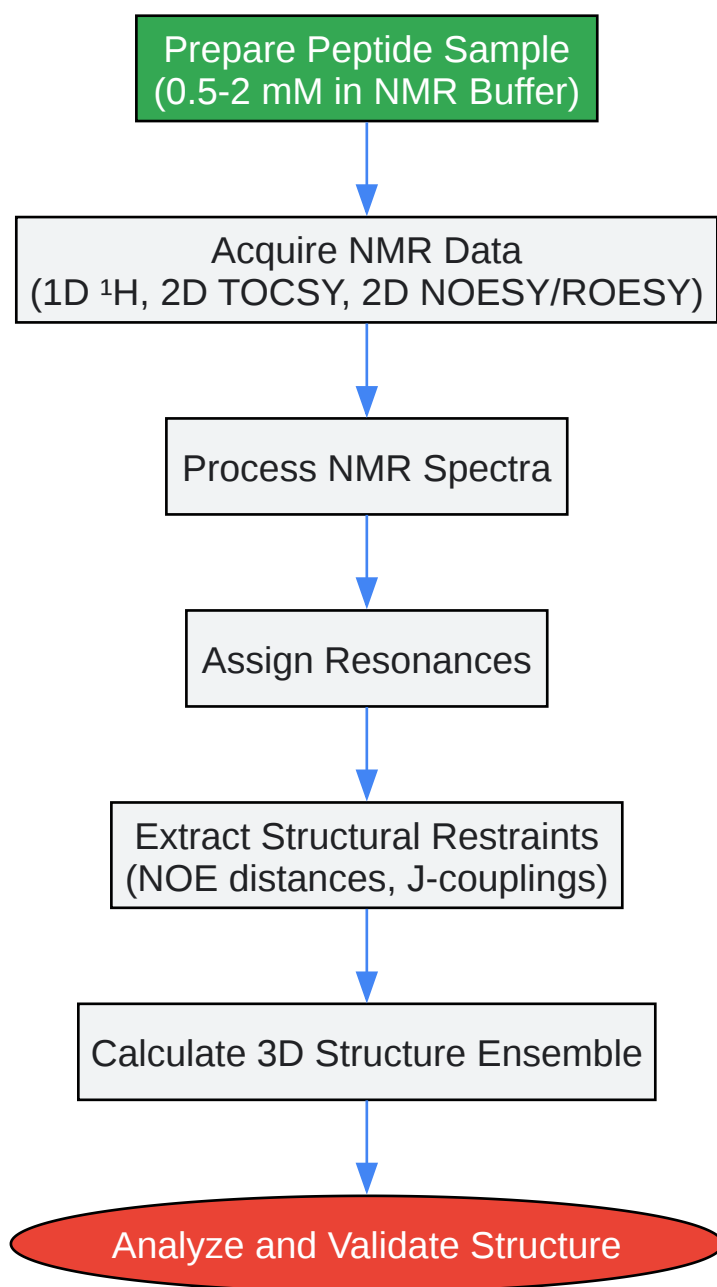 Prepare Peptide Sample
(0.5-2 mM in NMR Buffer)
Acquire NMR Data
(1D ¹H, 2D TOCSY, 2D NOESY/ROESY)
Process NMR Spectra
Assign Resonances
Extract Structural Restraints
(NOE distances, J-couplings)
Calculate 3D Structure Ensemble
Analyze and Validate Structure